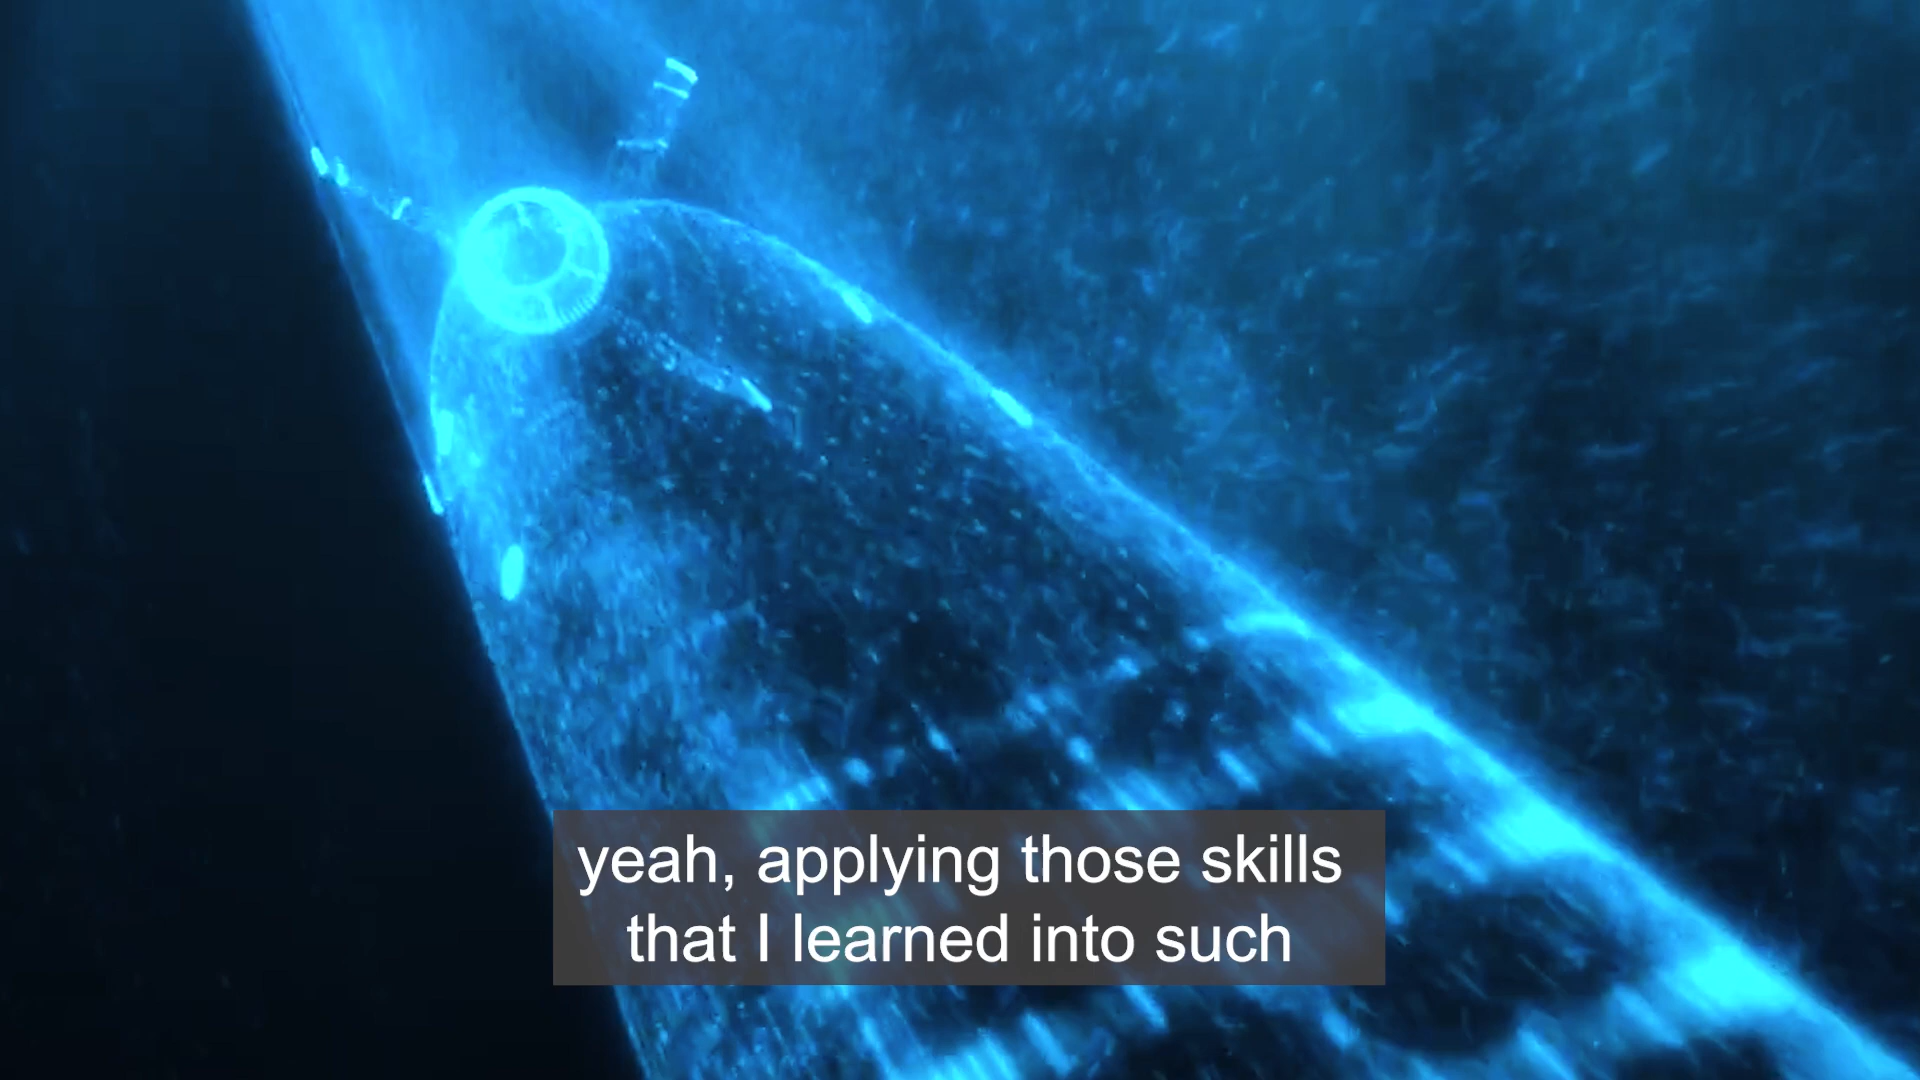 yeah, applying those skills
that I learned into such